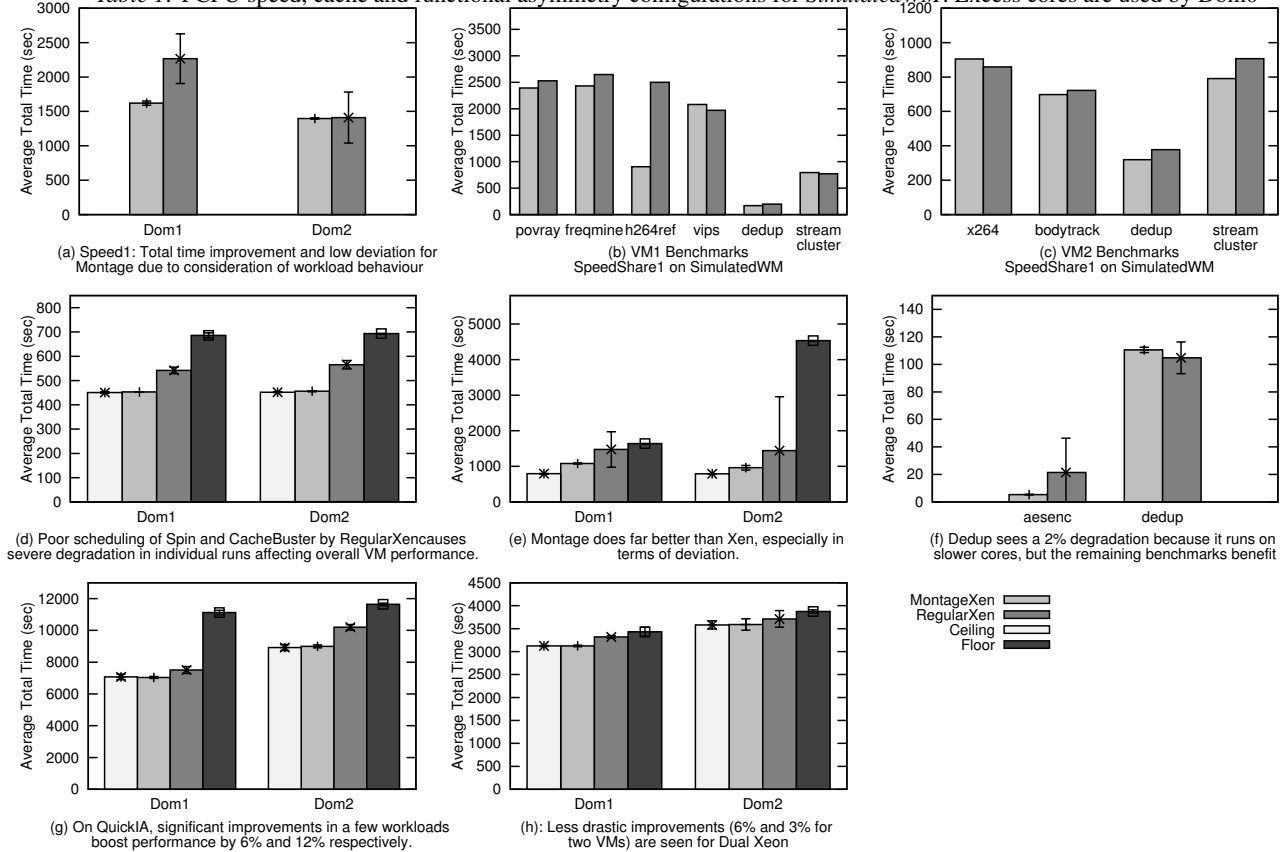 Table 1: PCPU speed, cache and functional asymmetry configurations for SimulatedWM. Excess cores are used by Dom0
Average Total Time (sec)
3000
2500
2000
1500
1000
500
0
Dom1 Dom2
(a) Speed1: Total time improvement and low deviation for
Montage due to consideration of workload behaviour
Average Total Time (sec)
4000
3500
3000
2500
2000
1500
1000
500
0
povray freqmine h264ref vips dedup stream
cluster
(b) VM1 Benchmarks
SpeedShare1 on SimulatedWM
Average Total Time (sec)
1200
1000
800
600
400
200
0
x264 bodytrack dedup stream
cluster
(c) VM2 Benchmarks
SpeedShare1 on SimulatedWM
Average Total Time (sec)
800
700
600
500
400
300
200
100
0
Dom1 Dom2
(d) Poor scheduling of Spin and CacheBuster by RegularXencauses
severe degradation in individual runs affecting overall VM performance.
Average Total Time (sec)
5000
4000
3000
2000
1000
0
Dom1 Dom2
(e) Montage does far better than Xen, especially in
terms of deviation.
Average Total Time (sec)
140
120
100
80
60
40
20
0
aesenc dedup
(f) Dedup sees a 2% degradation because it runs on
slower cores, but the remaining benchmarks benefit
Average Total Time (sec)
12000
10000
8000
6000
4000
2000
0
Dom1 Dom2
(g) On QuickIA, significant improvements in a few workloads
boost performance by 6% and 12% respectively.
Average Total Time (sec)
4500
4000
3500
3000
2500
2000
1500
1000
500
0
Dom1 Dom2
(h): Less drastic improvements (6% and 3% for
two VMs) are seen for Dual Xeon
MontageXen
RegularXen
Ceiling
Floor